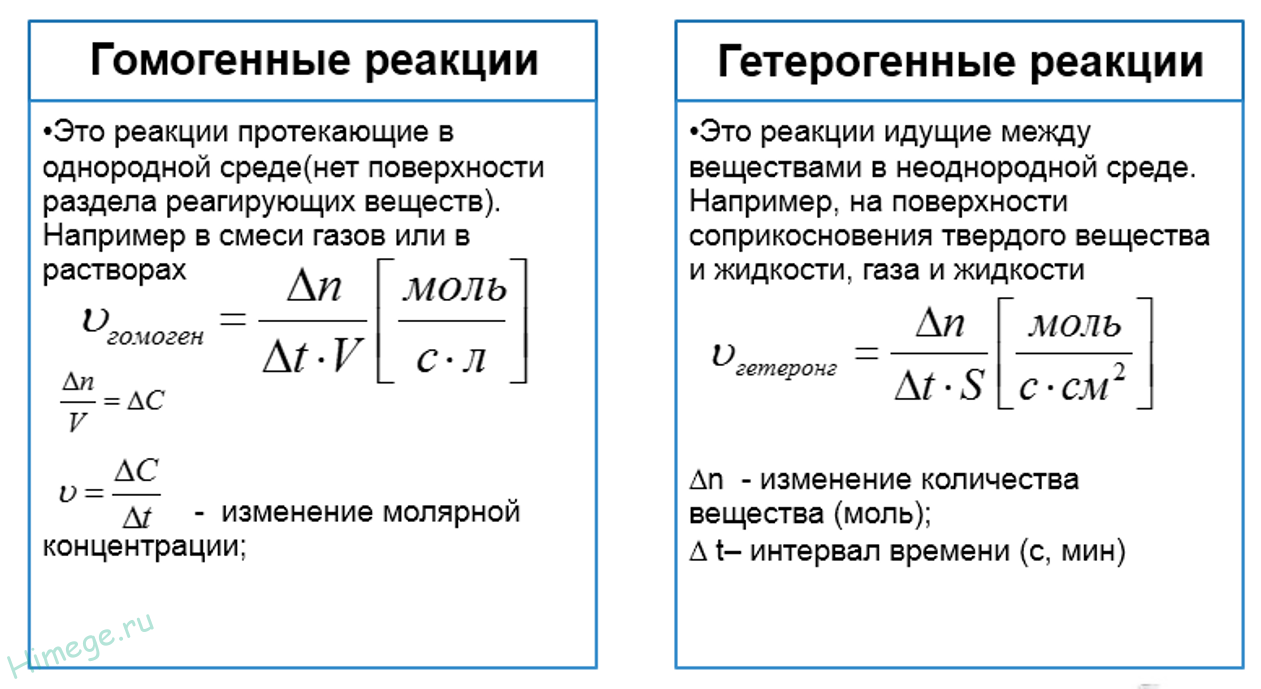 Гомогенные реакции
•Это реакции протекающие в
однородной среде(нет поверхности
раздела реагирующих веществ).
Например в смеси газов или в
растворах
υгомоген = Δn / Δt · V [моль / с · л]
Δn / V = ΔC
υ = ΔC / Δt - изменение молярной
концентрации;
Гетерогенные реакции
•Это реакции идущие между
веществами в неоднородной среде.
Например, на поверхности
соприкосновения твердого вещества
и жидкости, газа и жидкости
υгетеронг = Δn / Δt · S [моль / с · см²]
Δn - изменение количества
вещества (моль);
Δ t– интервал времени (с, мин)
Himege.ru